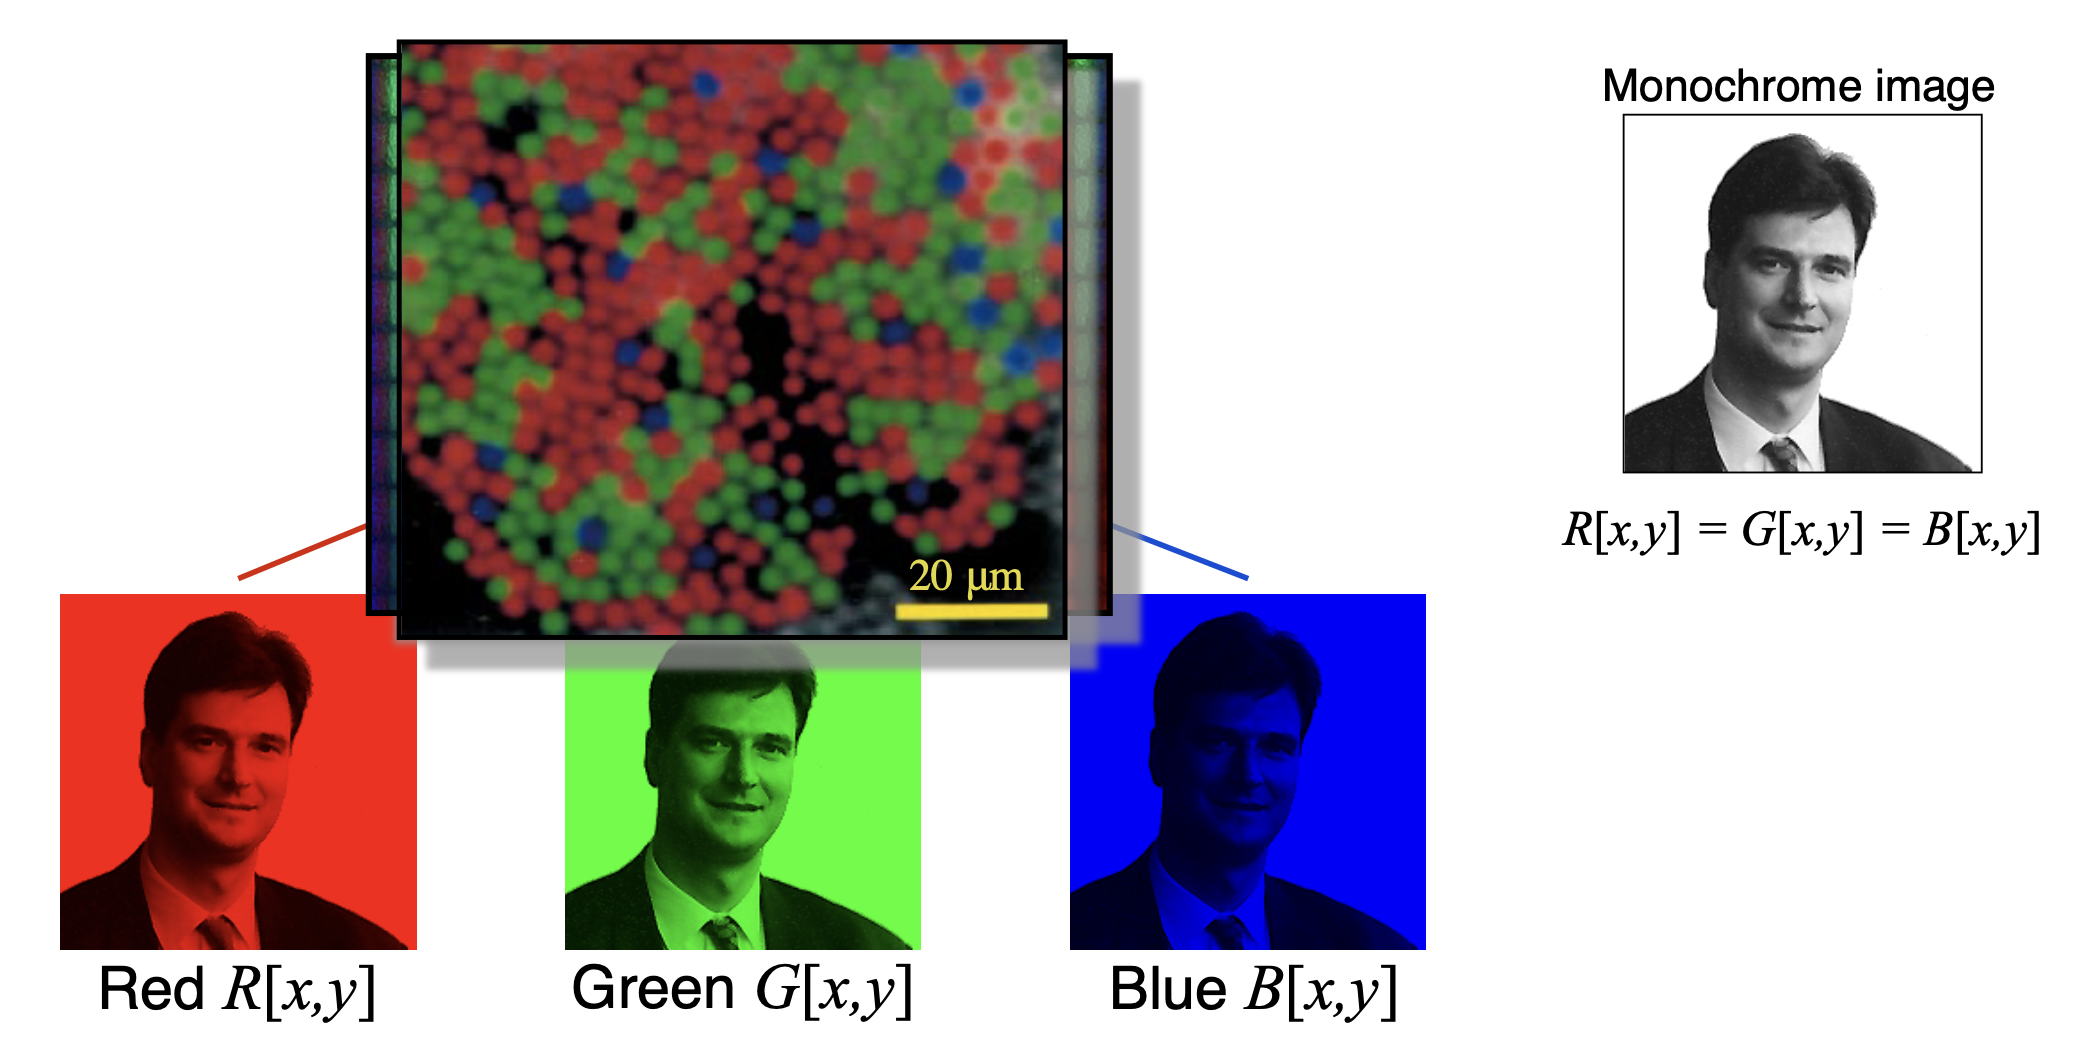 Monochrome image
R[x,y] = G[x,y] = B[x,y]
20 µm
Red R[x,y]
Green G[x,y]
Blue B[x,y]